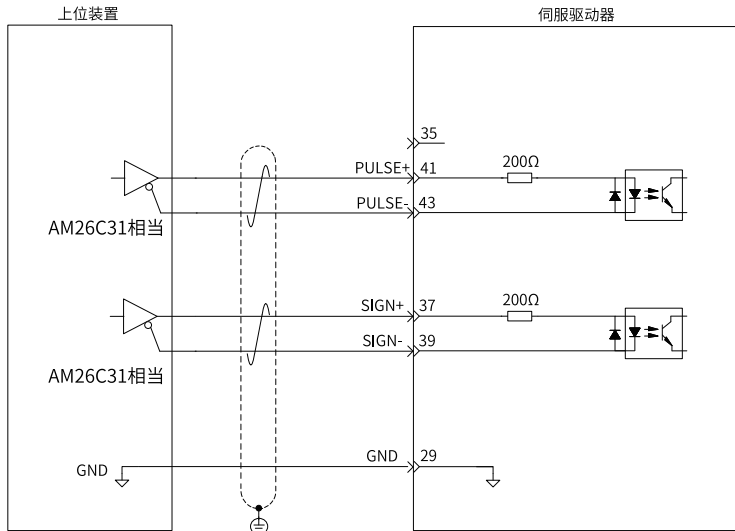 上位装置
伺服驱动器
35
200Ω
PULSE+ 41
PULSE- 43
AM26C31相当
200Ω
SIGN+ 37
SIGN- 39
AM26C31相当
GND
GND 29